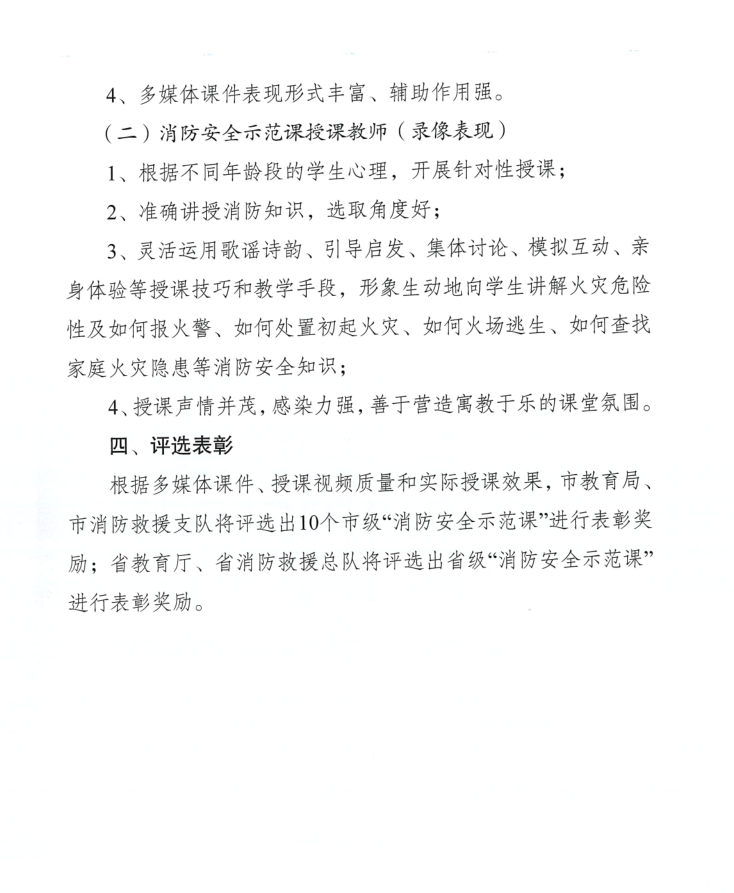 4、多媒体课件表现形式丰富、辅助作用强。
（二）消防安全示范课授课教师（录像表现）
1、根据不同年龄段的学生心理，开展针对性授课；
2、准确讲授消防知识，选取角度好；
3、灵活运用歌谣诗韵、引导启发、集体讨论、模拟互动、亲
身体验等授课技巧和教学手段，形象生动地向学生讲解火灾危险
性及如何报火警、如何处置初起火灾、如何火场逃生、如何查找
家庭火灾隐患等消防安全知识；
4、授课声情并茂，感染力强，善于营造寓教于乐的课堂氛围。
四、评选表彰
根据多媒体课件、授课视频质量和实际授课效果，市教育局、
市消防救援支队将评选出10个市级“消防安全示范课”进行表彰奖
励；省教育厅、省消防救援总队将评选出省级“消防安全示范课”
进行表彰奖励。